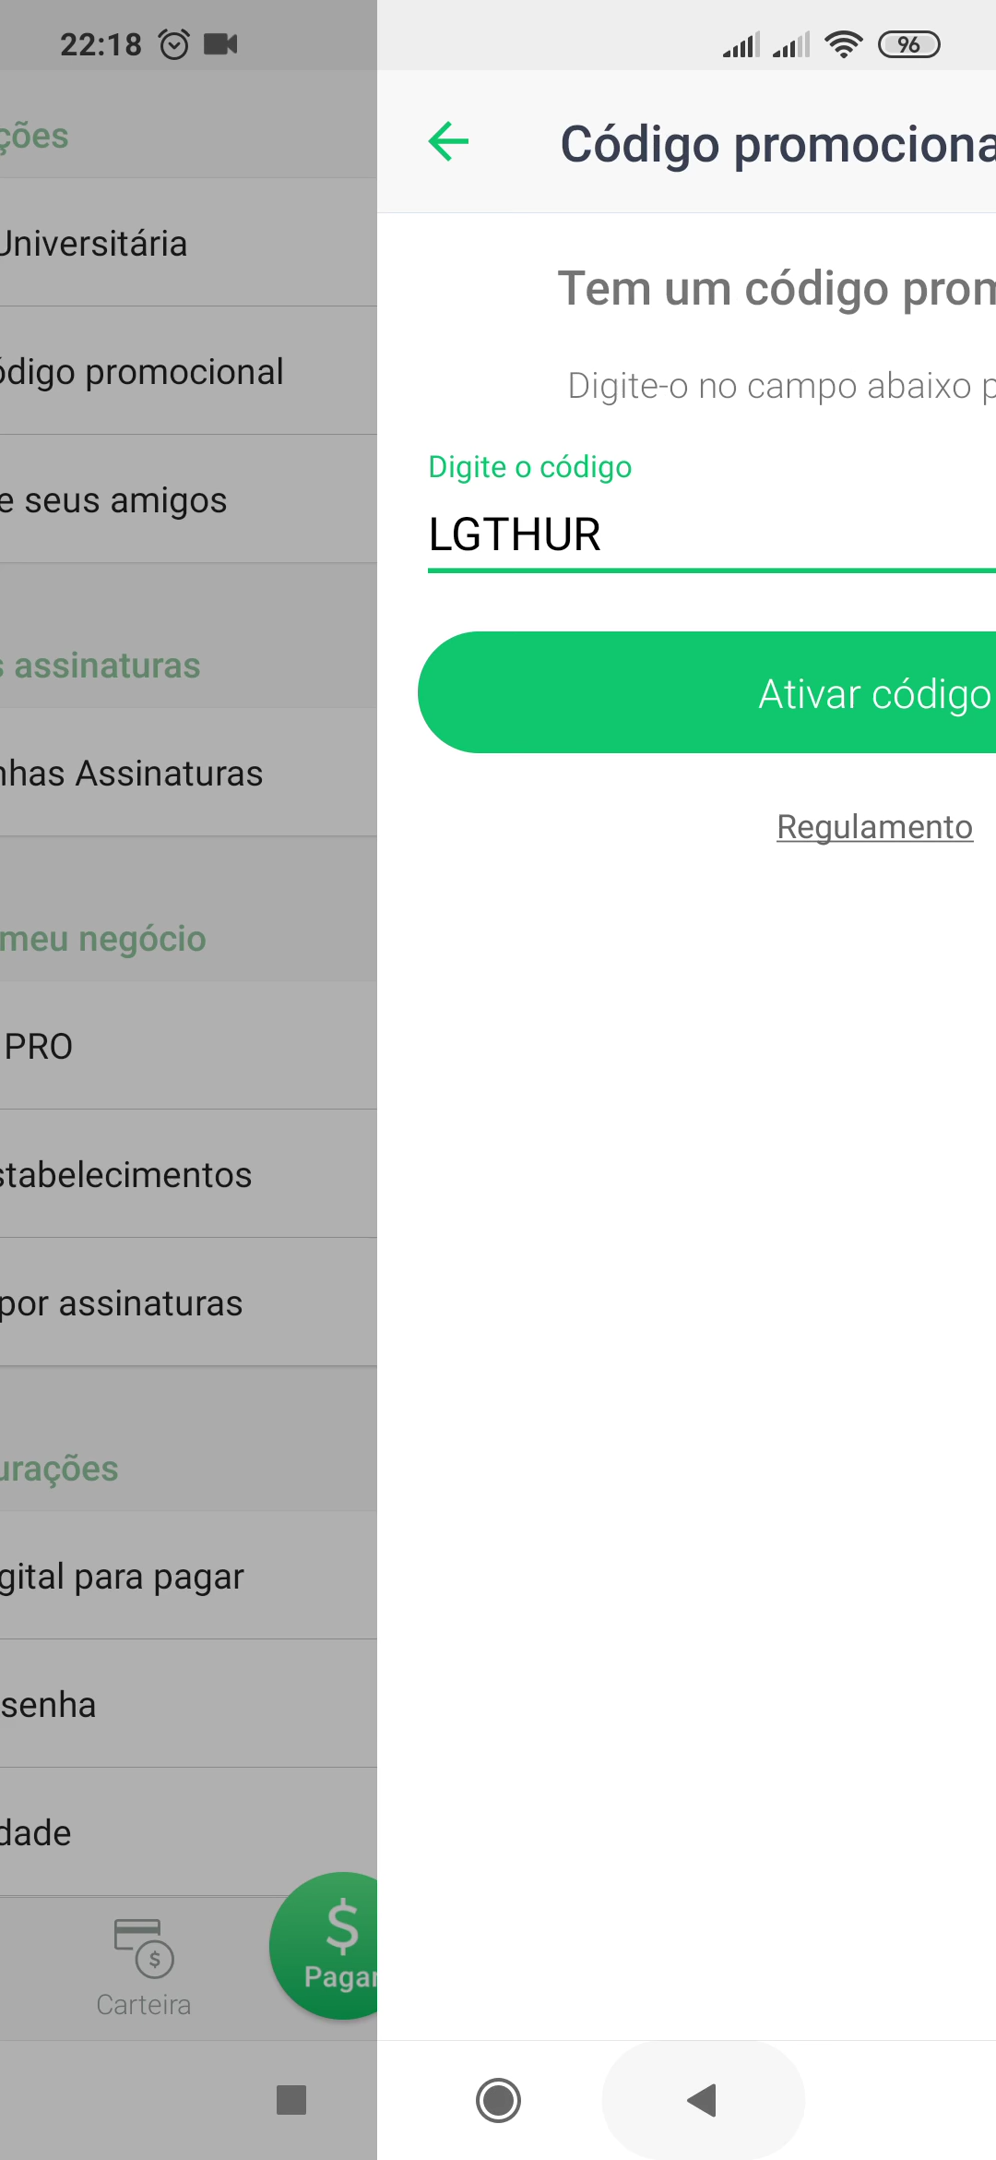 22:18
96
ções
Universitária
ódigo promocional
e seus amigos
s assinaturas
nhas Assinaturas
meu negócio
PRO
stabelecimentos
por assinaturas
urações
gital para pagar
senha
dade
$
Pagar
$
Carteira
Código promociona
Tem um código prom
Digite-o no campo abaixo p
Digite o código
LGTHUR
Ativar código
Regulamento